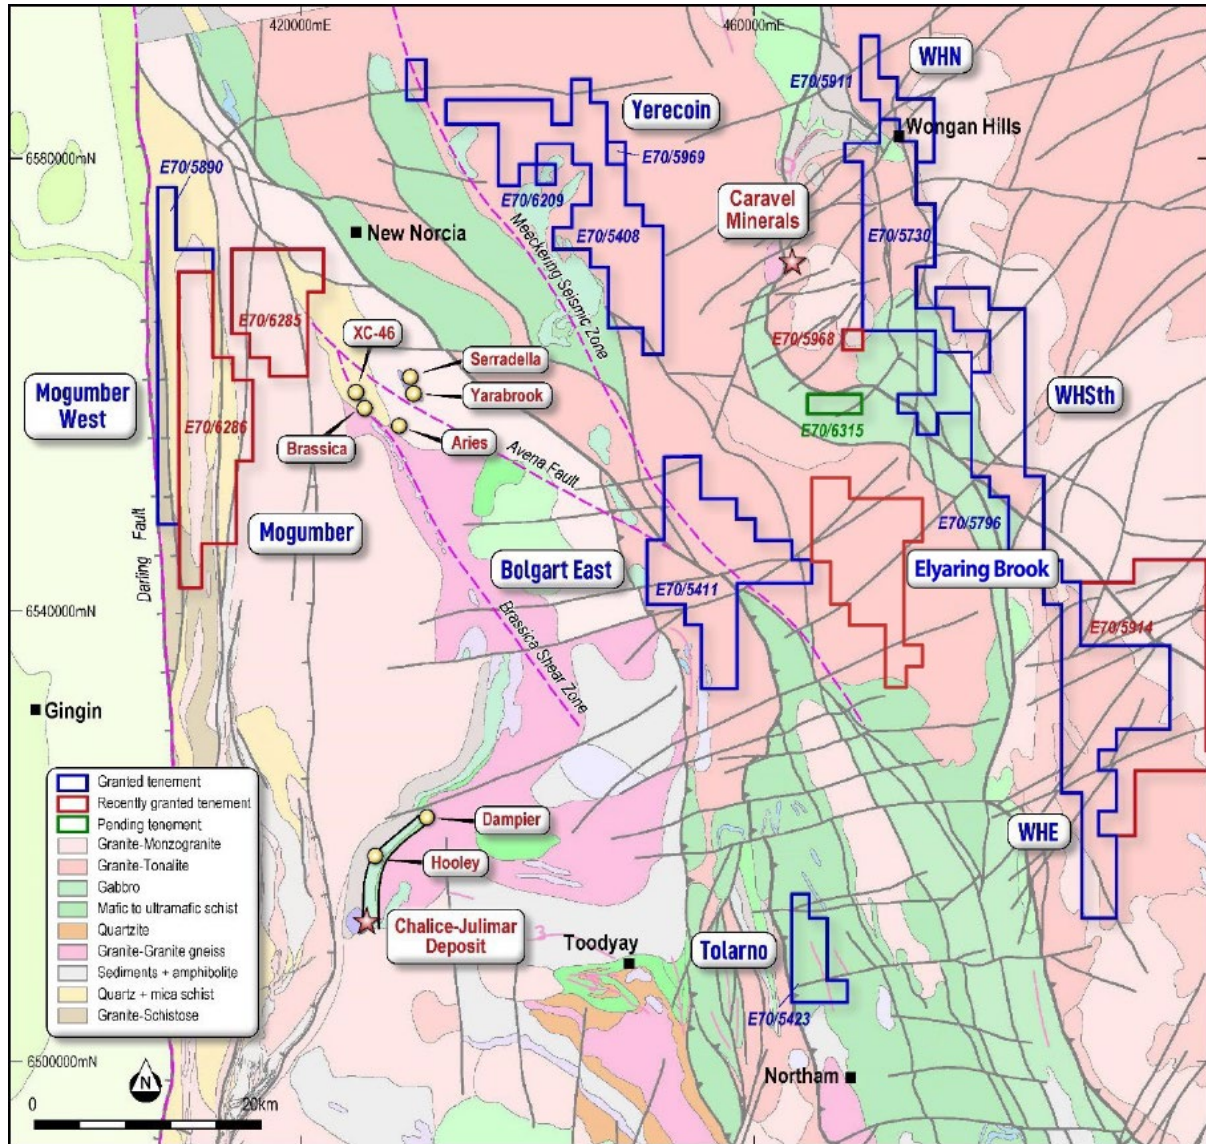 420000mE
460000mE
WHN
E70/5911
Yerecoin
Wongan Hills
6580000mN
E70/5890
E70/5969
E70/6209
Caravel
Minerals
New Norcia
E70/5408
E70/5730
Meeckering Seismic Zone
E70/6285
XC-46
Serradella
E70/5968
Mogumber
West
Yarabrook
WHSth
E70/6286
Brassica
Aries
E70/6315
Avena Fault
Mogumber
E70/5796
Darling Fault
Bolgart East
Elyaring Brook
E70/5411
6540000mN
E70/5914
Brassica Shear Zone
Gingin
Granted tenement
Recently granted tenement
Pending tenement
Granite-Monzogranite
Granite-Tonalite
Gabbro
Mafic to ultramafic schist
Quartzite
Granite-Granite gneiss
Sediments + amphibolite
Quartz + mica schist
Granite-Schistose
Dampier
WHE
Hooley
Chalice-Julimar
Deposit
Toodyay
Tolarno
E70/5423
6500000mN
Northam
N
0
20km